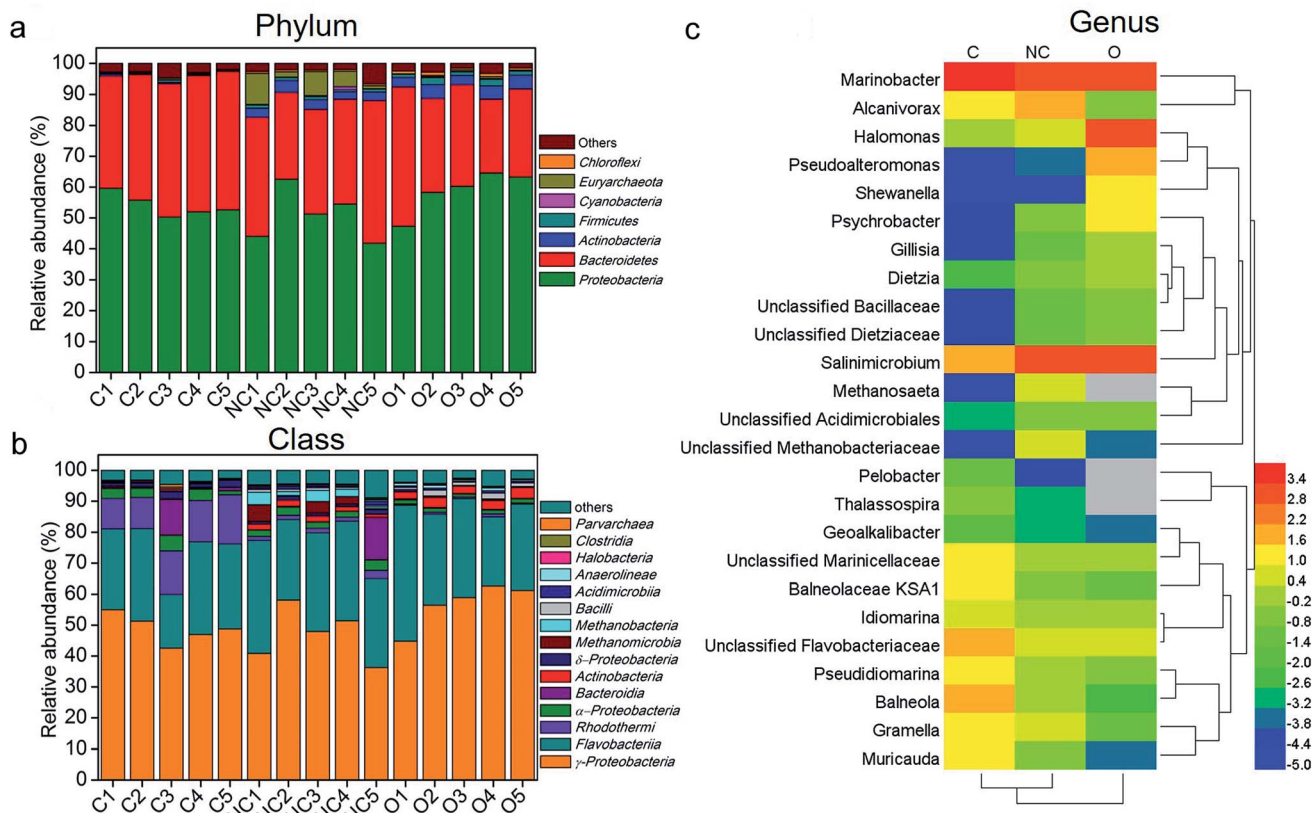 a
Phylum
Relative abundance (%)
100
90
80
70
60
50
40
30
20
10
0
C1
C2
C3
C4
C5
NC1
NC2
NC3
NC4
NC5
O1
O2
O3
O4
O5
Others
Chloroflexi
Euryarchaeota
Cyanobacteria
Firmicutes
Actinobacteria
Bacteroidetes
Proteobacteria
b
Class
Relative abundance (%)
100
90
80
70
60
50
40
30
20
10
0
C1
C2
C3
C4
C5
NC1
NC2
NC3
NC4
NC5
O1
O2
O3
O4
O5
others
Parvarchaea
Clostridia
Halobacteria
Anaerolineae
Acidimicrobiia
Bacilli
Methanobacteria
Methanomicrobia
δ–Proteobacteria
Actinobacteria
Bacteroidia
α–Proteobacteria
Rhodothermi
Flavobacteriia
γ-Proteobacteria
c
Genus
C NC O
Marinobacter
Alcanivorax
Halomonas
Pseudoalteromonas
Shewanella
Psychrobacter
Gillisia
Dietzia
Unclassified Bacillaceae
Unclassified Dietziaceae
Salinimicrobium
Methanosaeta
Unclassified Acidimicrobiales
Unclassified Methanobacteriaceae
Pelobacter
Thalassospira
Geoalkalibacter
Unclassified Marinicellaceae
Balneolaceae KSA1
Idiomarina
Unclassified Flavobacteriaceae
Pseudidiomarina
Balneola
Gramella
Muricauda
3.4
2.8
2.2
1.6
1.0
0.4
-0.2
-0.8
-1.4
-2.0
-2.6
-3.2
-3.8
-4.4
-5.0